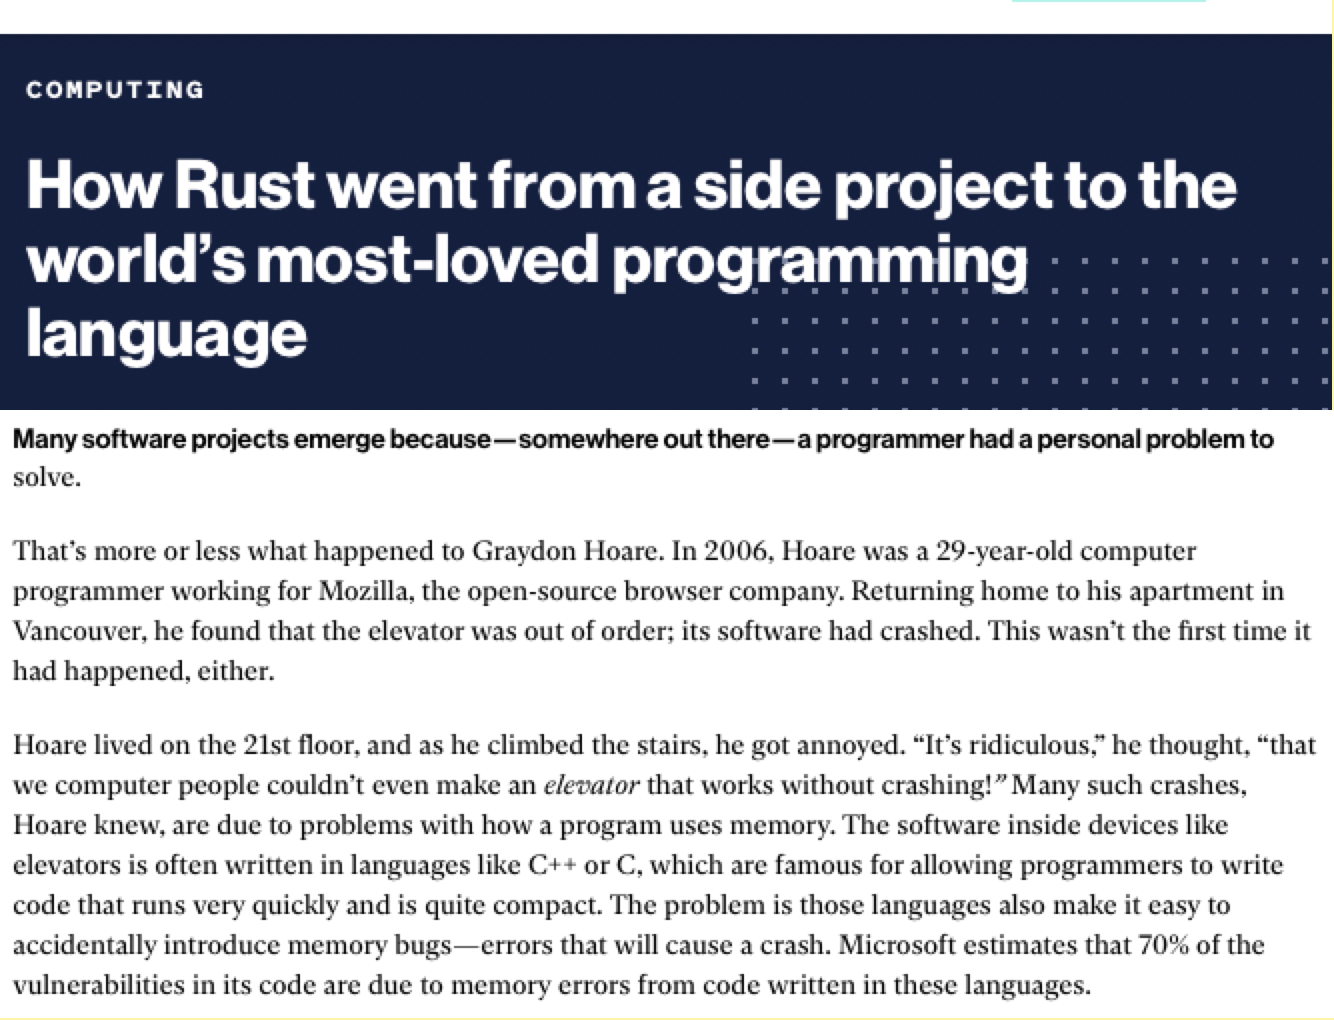 COMPUTING
How Rust went from a side project to the
world’s most-loved programming
language
Many software projects emerge because—somewhere out there—a programmer had a personal problem to
solve.
That’s more or less what happened to Graydon Hoare. In 2006, Hoare was a 29-year-old computer
programmer working for Mozilla, the open-source browser company. Returning home to his apartment in
Vancouver, he found that the elevator was out of order; its software had crashed. This wasn’t the first time it
had happened, either.
Hoare lived on the 21st floor, and as he climbed the stairs, he got annoyed. “It’s ridiculous,” he thought, “that
we computer people couldn’t even make an elevator that works without crashing!” Many such crashes,
Hoare knew, are due to problems with how a program uses memory. The software inside devices like
elevators is often written in languages like C++ or C, which are famous for allowing programmers to write
code that runs very quickly and is quite compact. The problem is those languages also make it easy to
accidentally introduce memory bugs—errors that will cause a crash. Microsoft estimates that 70% of the
vulnerabilities in its code are due to memory errors from code written in these languages.